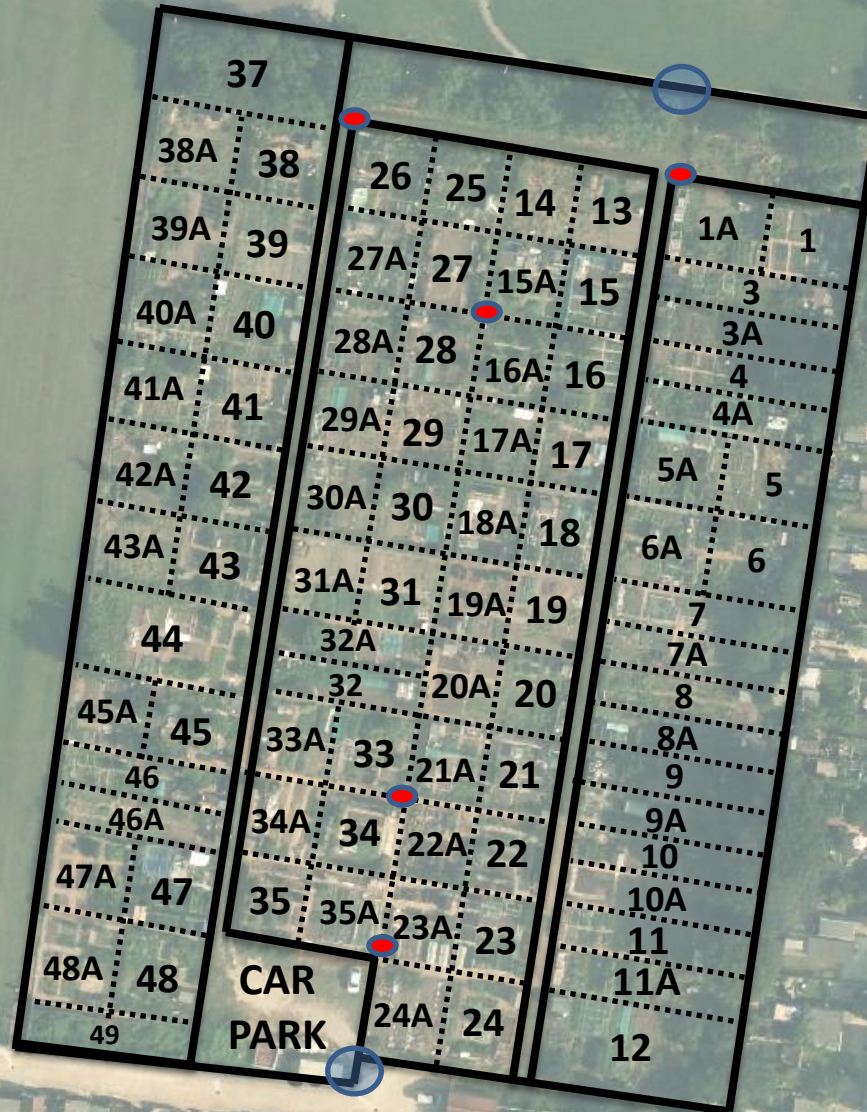 37
38A 38
39A 39
40A 40
41A 41
42A 42
43A 43
44
45A 45
46
46A
47A 47
48A 48
49
26 25 14 13
27A 27 15A 15
28A 28 16A 16
29A 29 17A 17
30A 30 18A 18
31A 31 19A 19
32A
32 20A 20
33A 33 21A 21
34A 34 22A 22
35 35A 23A 23
24A 24
CAR
PARK
1A 1
3
3A
4
4A
5A 5
6A 6
7
7A
8
8A
9
9A
10
10A
11
11A
12